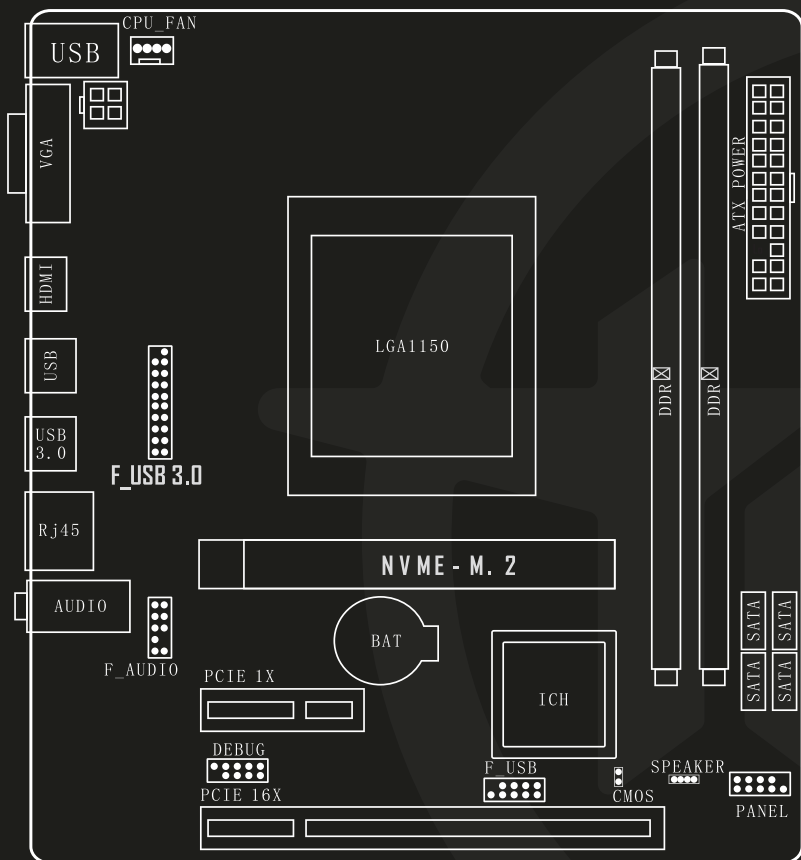 CPU_FAN
USB
VGA
ATX POWER
HDMI
LGA1150
USB
DDR
DDR
USB
3.0
F_USB 3.0
Rj45
NVME-M. 2
AUDIO
SATA
SATA
BAT
F_AUDIO
PCIE 1X
SATA
SATA
ICH
DEBUG
F_USB
SPEAKER
PCIE 16X
CMOS
PANEL